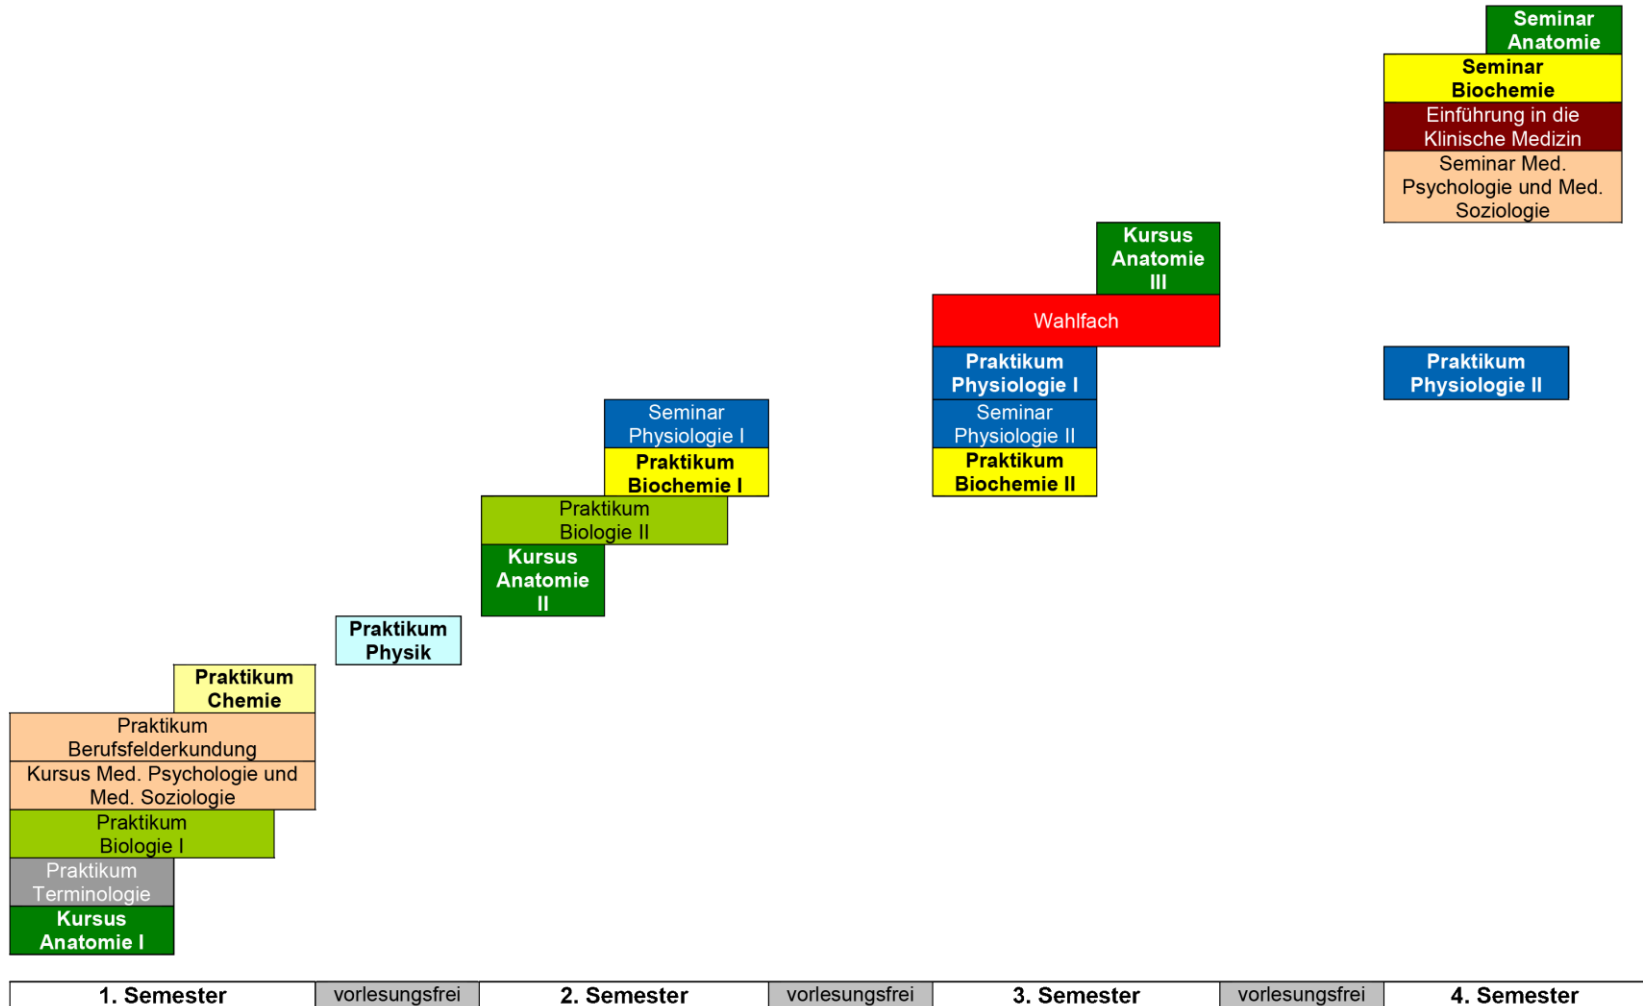 Seminar
Anatomie
Seminar
Biochemie
Einführung in die
Klinische Medizin
Seminar Med.
Psychologie und Med.
Soziologie
Kursus
Anatomie
III
Wahlfach
Praktikum
Physiologie I
Praktikum
Physiologie II
Seminar
Physiologie I
Seminar
Physiologie II
Praktikum
Biochemie I
Praktikum
Biochemie II
Praktikum
Biologie II
Kursus
Anatomie
II
Praktikum
Physik
Praktikum
Chemie
Praktikum
Berufsfelderkundung
Kursus Med. Psychologie und
Med. Soziologie
Praktikum
Biologie I
Praktikum
Terminologie
Kursus
Anatomie I
1. Semester
vorlesungsfrei
2. Semester
vorlesungsfrei
3. Semester
vorlesungsfrei
4. Semester